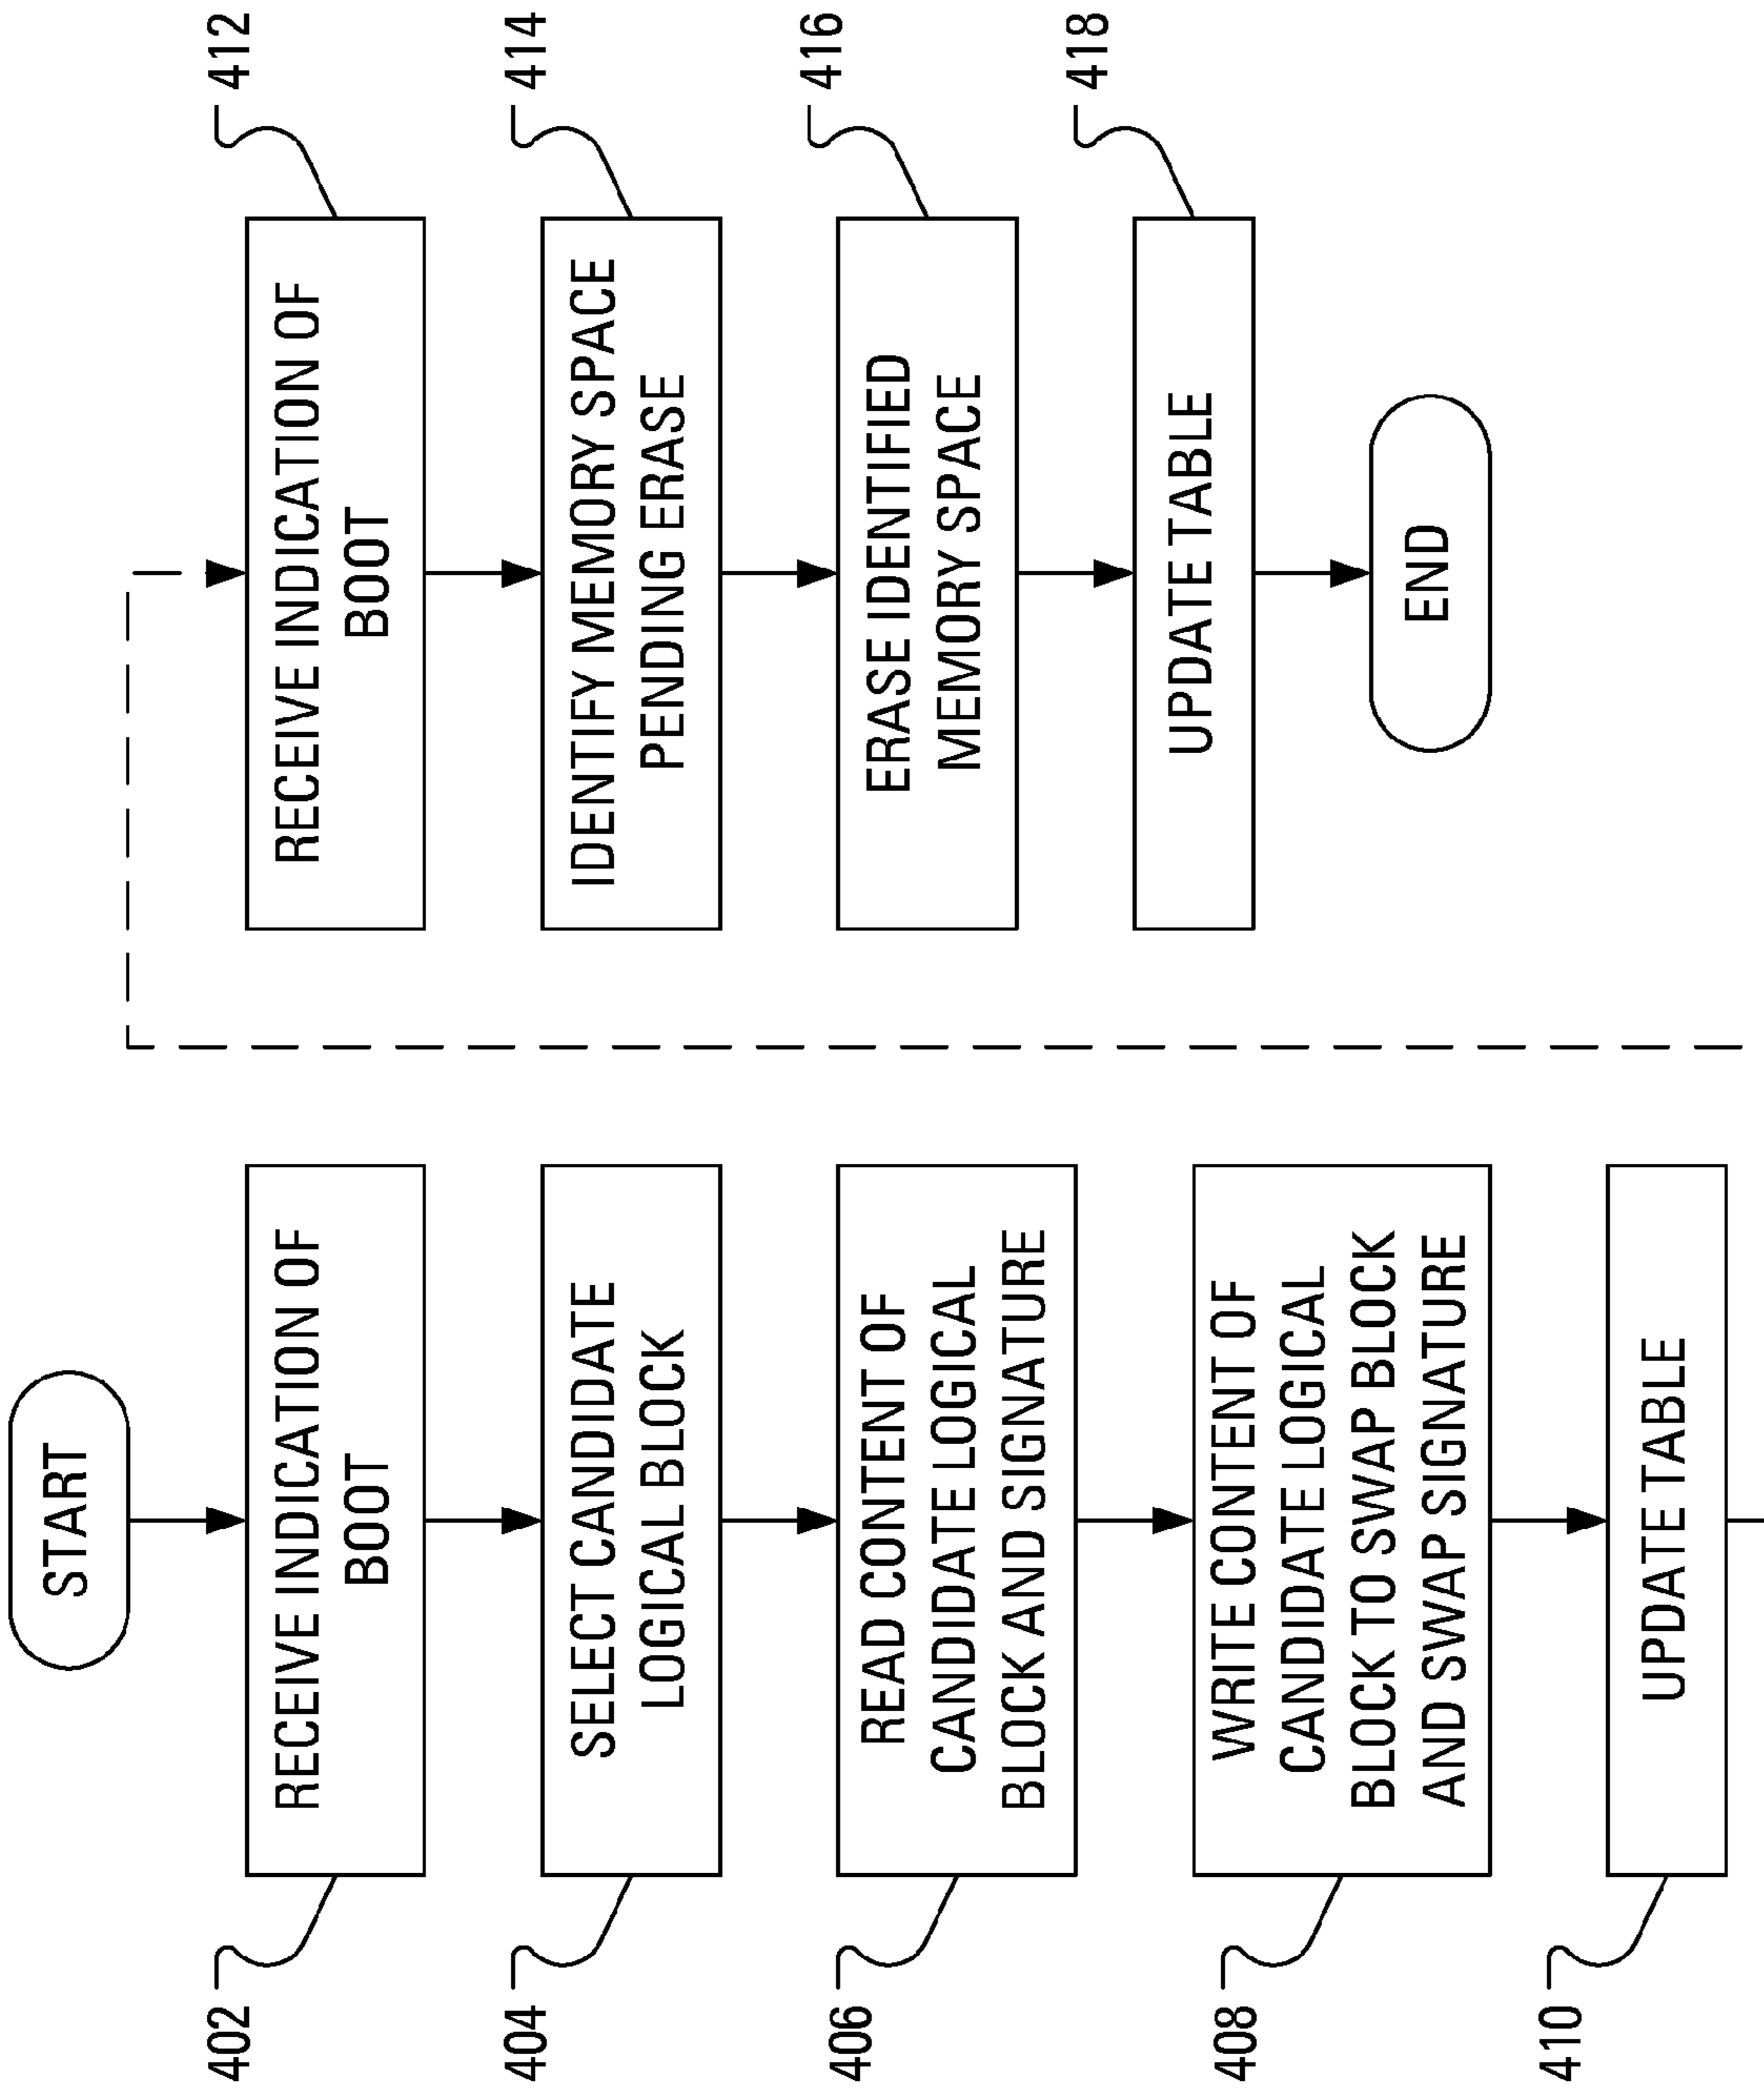 START
402
RECEIVE INDICATION OF
BOOT
404
SELECT CANDIDATE
LOGICAL BLOCK
406
READ CONTENT OF
CANDIDATE LOGICAL
BLOCK AND SIGNATURE
408
WRITE CONTENT OF
CANDIDATE LOGICAL
BLOCK TO SWAP BLOCK
AND SWAP SIGNATURE
410
UPDATE TABLE
412
RECEIVE INDICATION OF
BOOT
414
IDENTIFY MEMORY SPACE
PENDING ERASE
416
ERASE IDENTIFIED
MEMORY SPACE
418
UPDATE TABLE
END